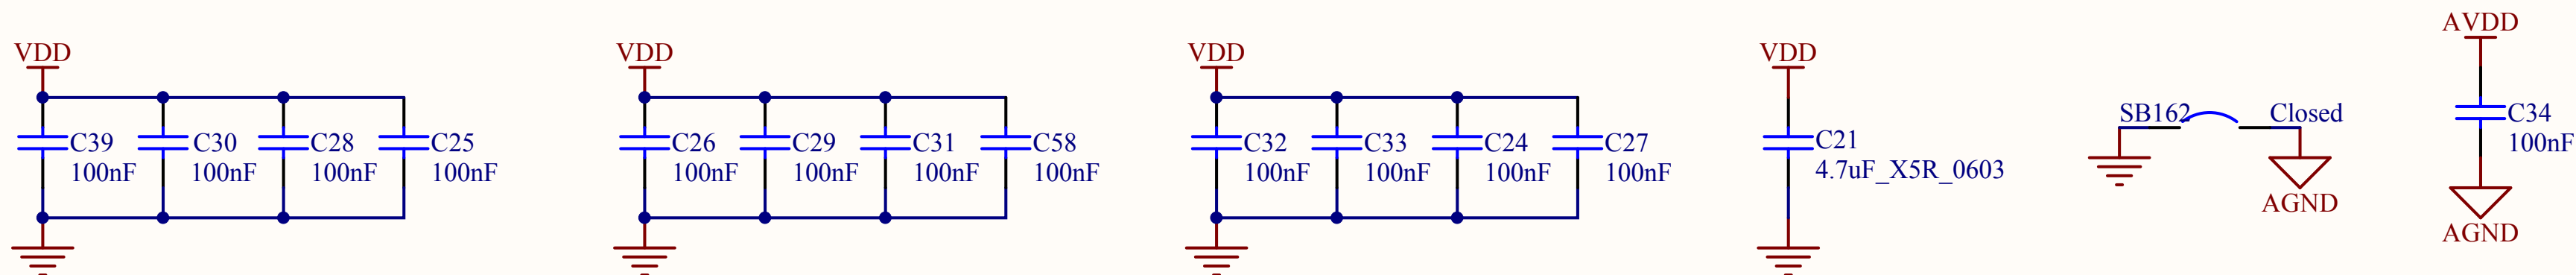 VDD
C39
100nF
C30
100nF
C28
100nF
C25
100nF
VDD
C26
100nF
C29
100nF
C31
100nF
C58
100nF
VDD
C32
100nF
C33
100nF
C24
100nF
C27
100nF
VDD
C21
4.7uF_X5R_0603
SB162
Closed
AGND
AVDD
C34
100nF
AGND